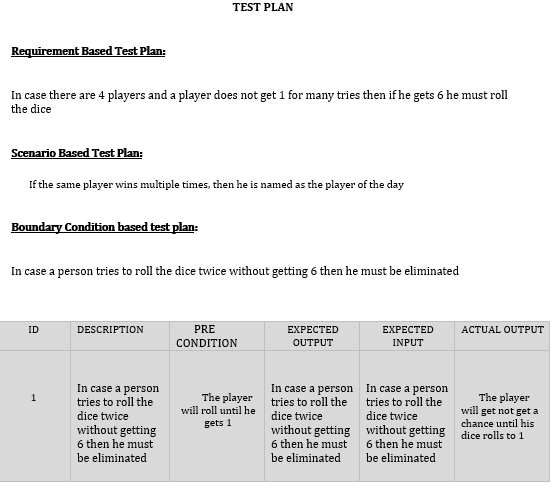 TEST PLAN
Requirement Based Test Plan:
In case there are 4 players and a player does not get 1 for many tries then if he gets 6 he must roll
the dice
Scenario Based Test Plan:
If the same player wins multiple times, then he is named as the player of the day
Boundary Condition based test plan:
In case a person tries to roll the dice twice without getting 6 then he must be eliminated
ID
DESCRIPTION
PRE
CONDITION
EXPECTED
OUTPUT
EXPECTED
INPUT
ACTUAL OUTPUT
1
In case a person
tries to roll the
dice twice
without getting
6 then he must
be eliminated
The player
will roll until he
gets 1
In case a person
tries to roll the
dice twice
without getting
6 then he must
be eliminated
In case a person
tries to roll the
dice twice
without getting
6 then he must
be eliminated
The player
will get not get a
chance until his
dice rolls to 1